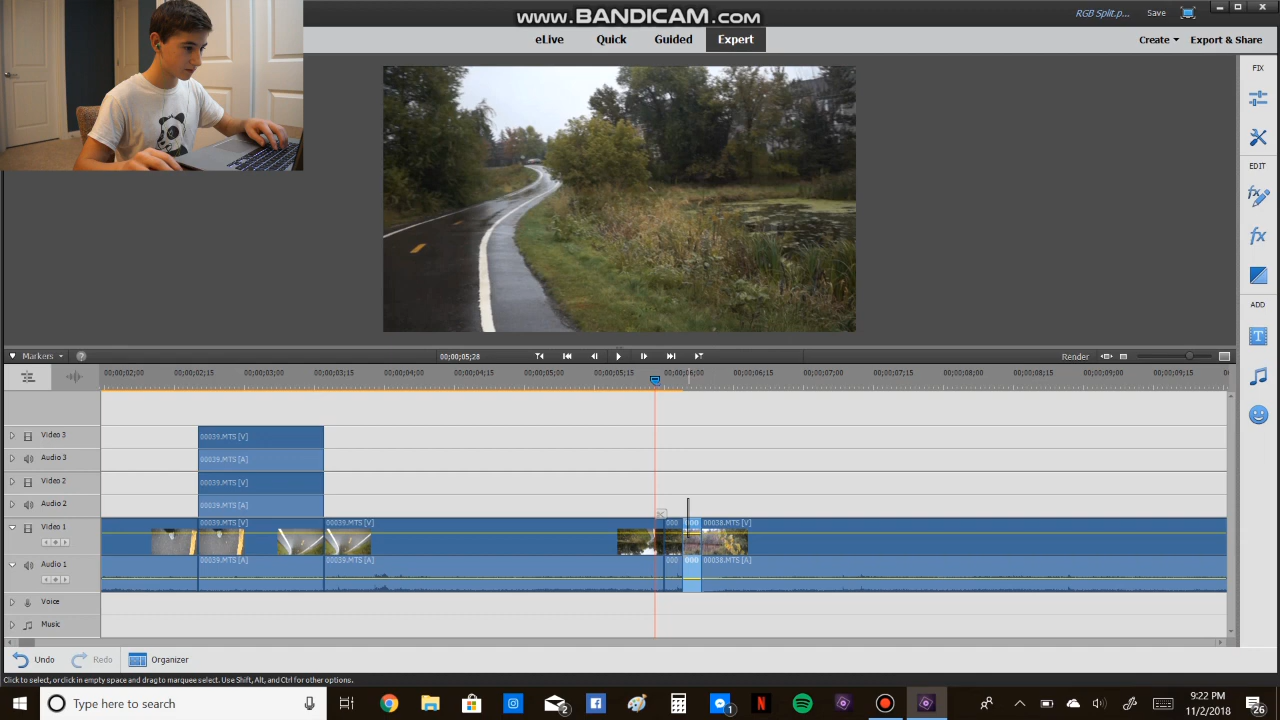 www.BANDICAM.com
RGB Split.p...
Save
eLive
Quick
Guided
Expert
Create
Export & Share
FIX
EDIT
ADD
Markers
00;00;05;28
Render
00;00;02;00
00;00;02;15
00;00;03;00
00;00;03;15
00;00;04;00
00;00;04;15
00;00;05;00
00;00;05;15
00;00;06;00
00;00;06;15
00;00;07;00
00;00;07;15
00;00;08;00
00;00;08;15
00;00;09;00
00;00;09;15
Video 3
00039.MTS [V]
Audio 3
00039.MTS [A]
Video 2
00039.MTS [V]
Audio 2
00039.MTS [A]
Video 1
00039.MTS [V]
00039.MTS [V]
000
000
00038.MTS [V]
Audio 1
00039.MTS [A]
00039.MTS [A]
000
000
00038.MTS [A]
Voice
Music
Undo
Redo
Organizer
Click to select, or click in empty space and drag to marquee select. Use Shift, Alt, and Ctrl for other options.
Type here to search
2
1
9:22 PM
11/2/2018
26